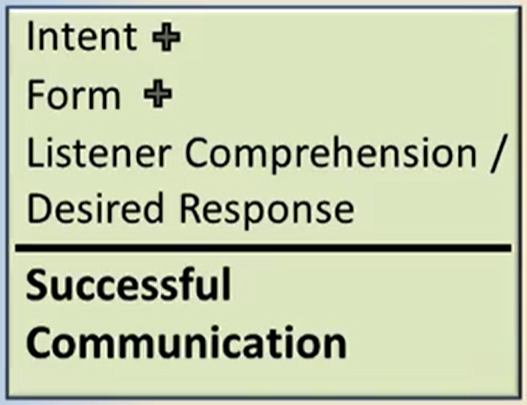 Intent +
Form +
Listener Comprehension /
Desired Response
Successful
Communication